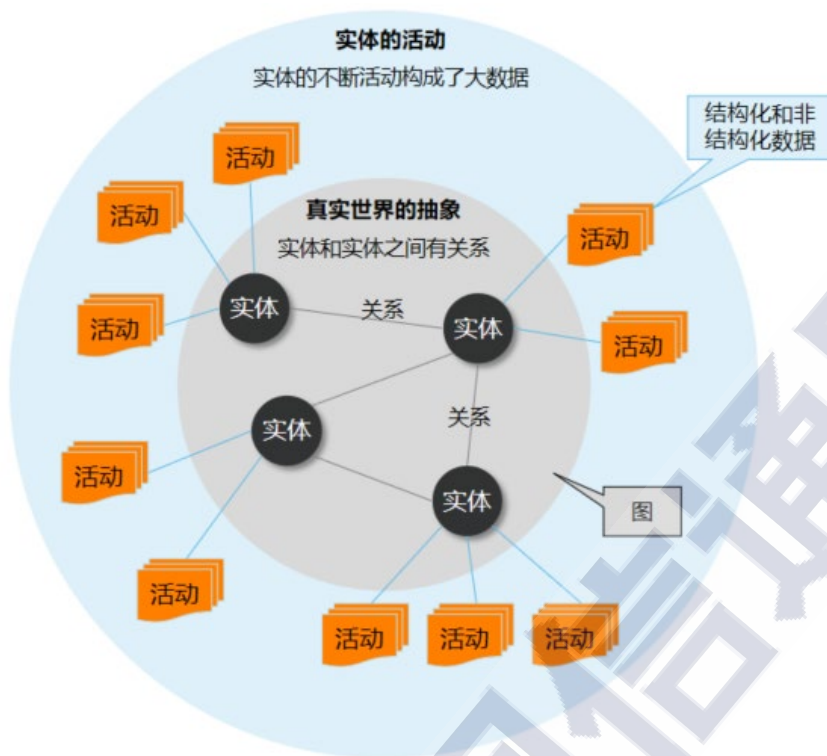 实体的活动
实体的不断活动构成了大数据
结构化和非
结构化数据
活动
活动
真实世界的抽象
活动
实体和实体之间有关系
实体
关系
实体
活动
活动
关系
实体
活动
实体
图
活动
活动
活动
活动
信通